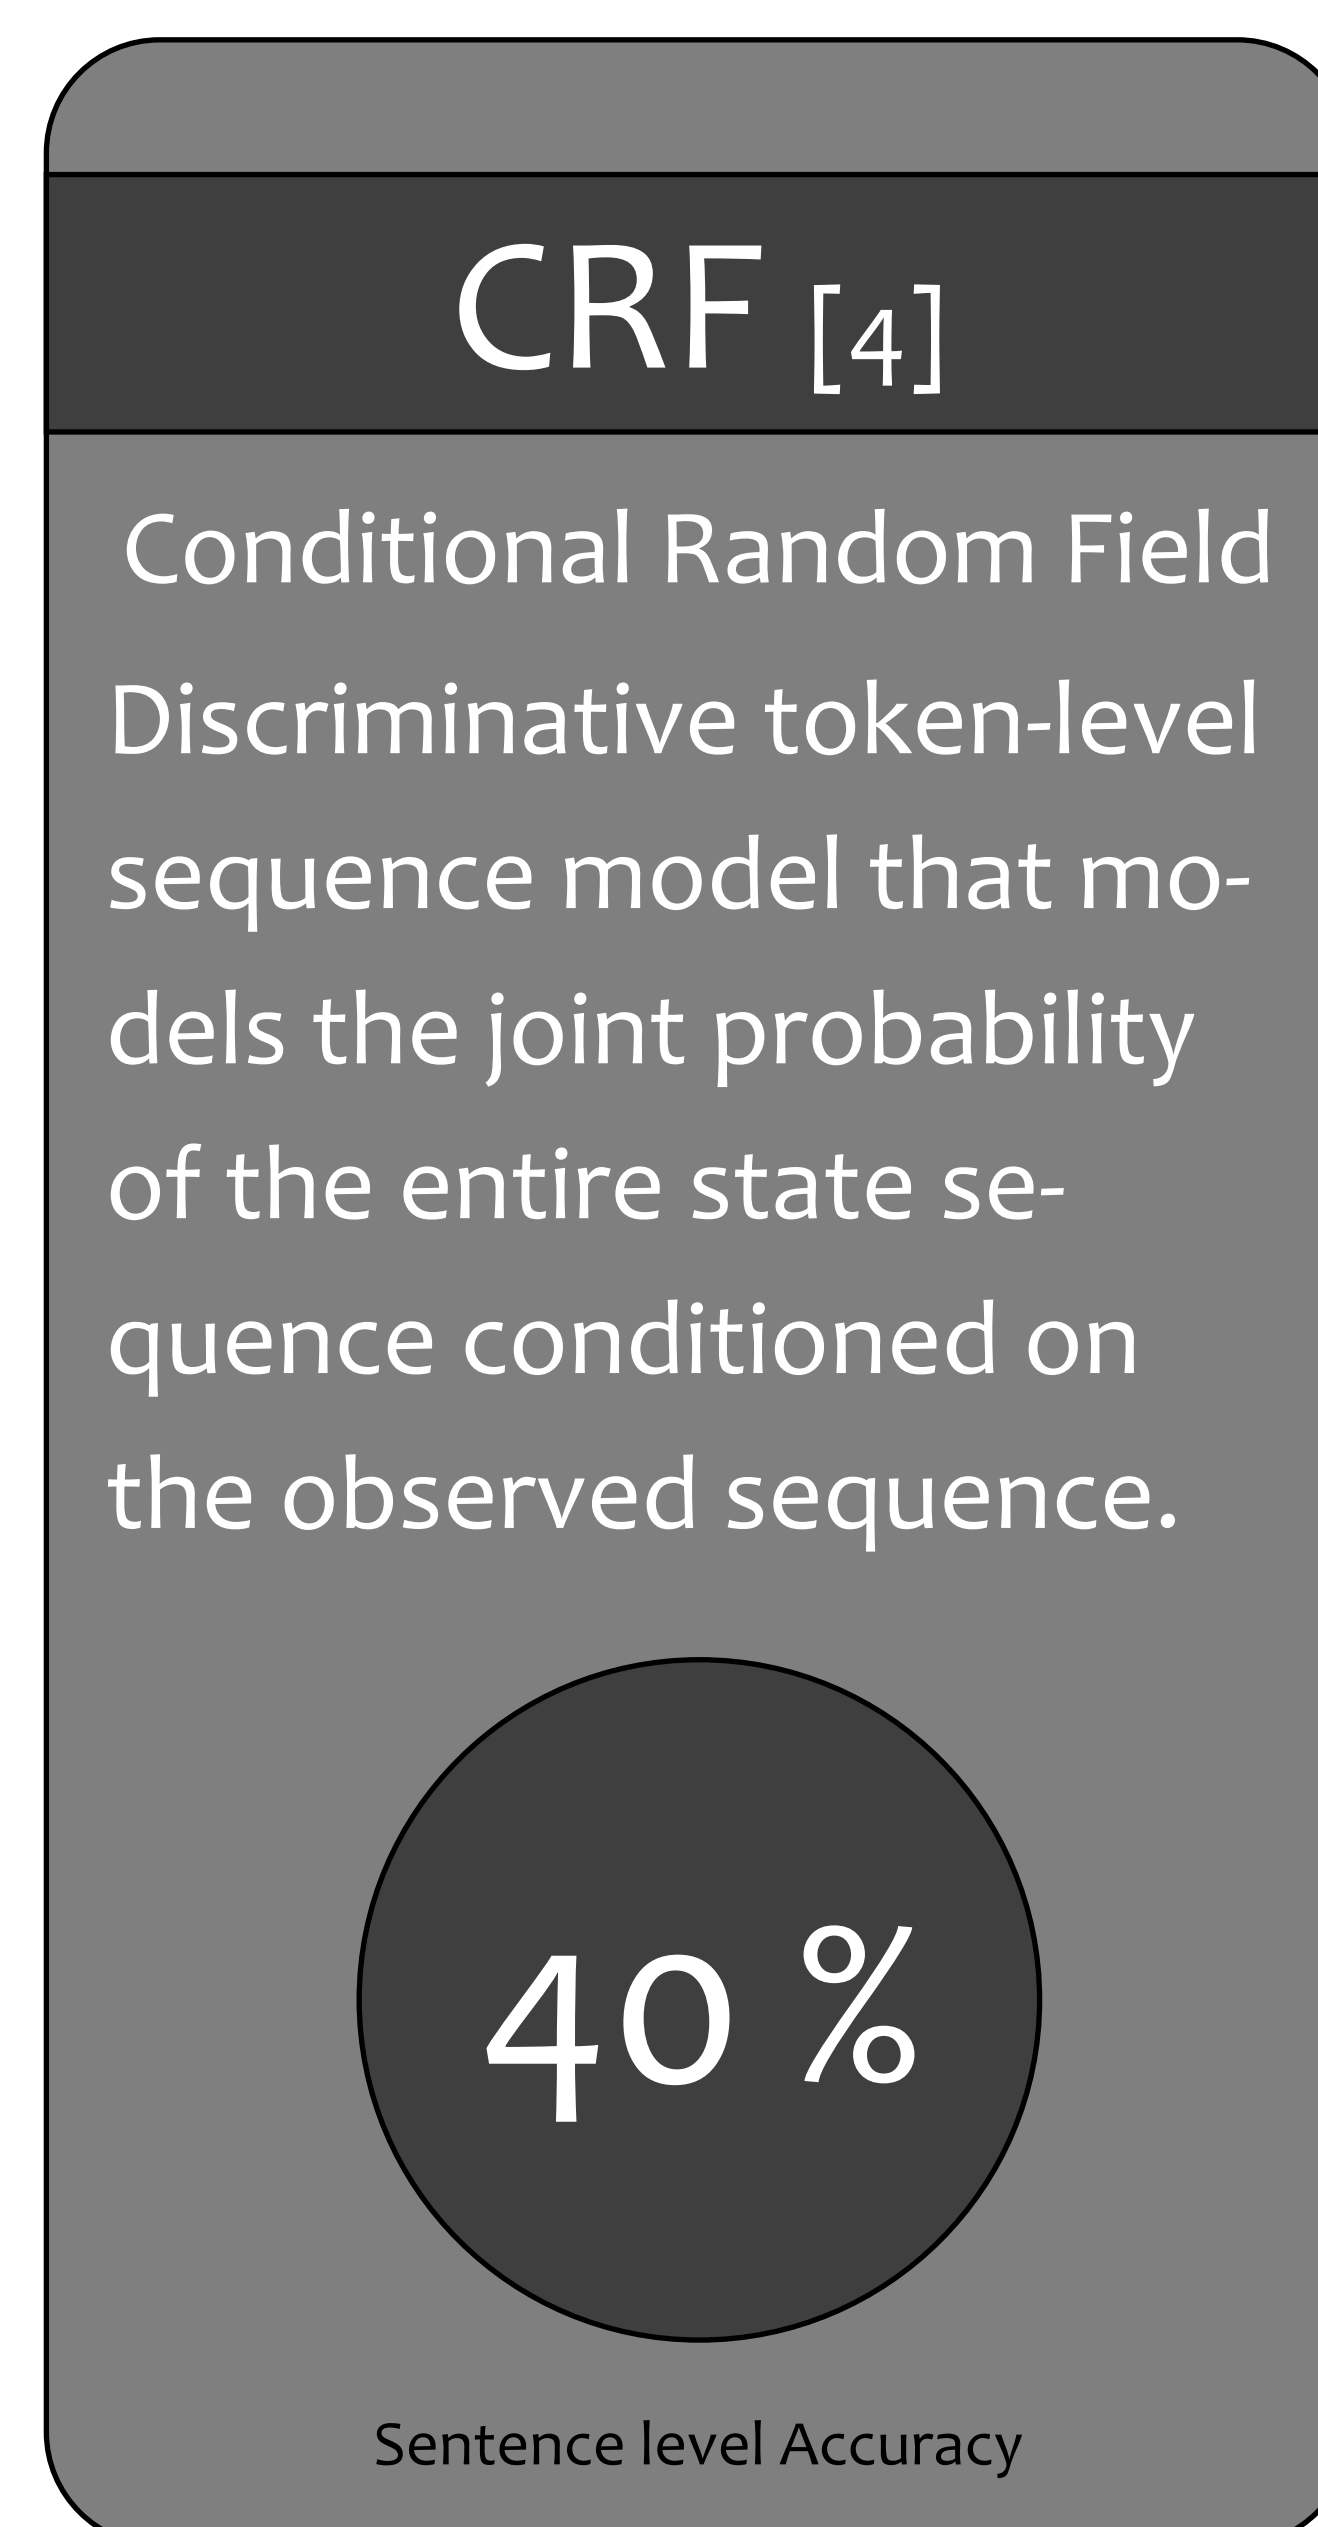 CRF [4]
Conditional Random Field
Discriminative token-level
sequence model that mo-
dels the joint probability
of the entire state se-
quence conditioned on
the observed sequence.
40 %
Sentence level Accuracy